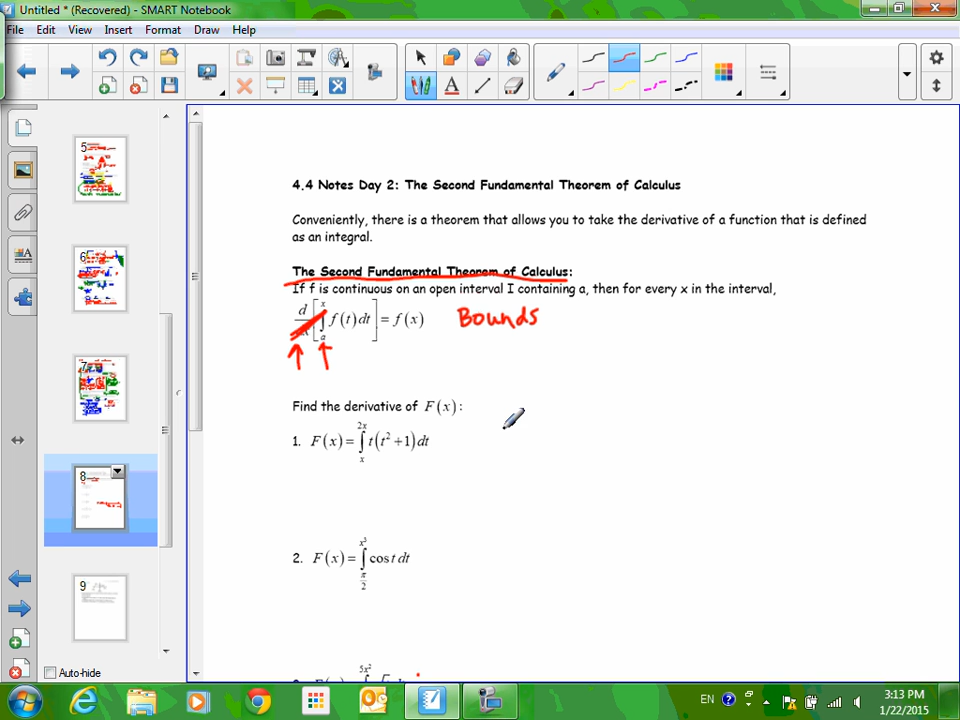 Untitled * (Recovered) - SMART Notebook
File Edit View Insert Format Draw Help
5
6
7
8
9
Auto-hide
4.4 Notes Day 2: The Second Fundamental Theorem of Calculus
Conveniently, there is a theorem that allows you to take the derivative of a function that is defined
as an integral.
The Second Fundamental Theorem of Calculus:
If f is continuous on an open interval I containing a, then for every x in the interval,
d/dx [∫_a^x f(t)dt] = f(x) Bounds
Find the derivative of F(x):
1. F(x) = ∫_x^{2x} t(t² + 1)dt
2. F(x) = ∫_{π/2}^{x³} cos t dt
5x²
EN
3:13 PM
1/22/2015